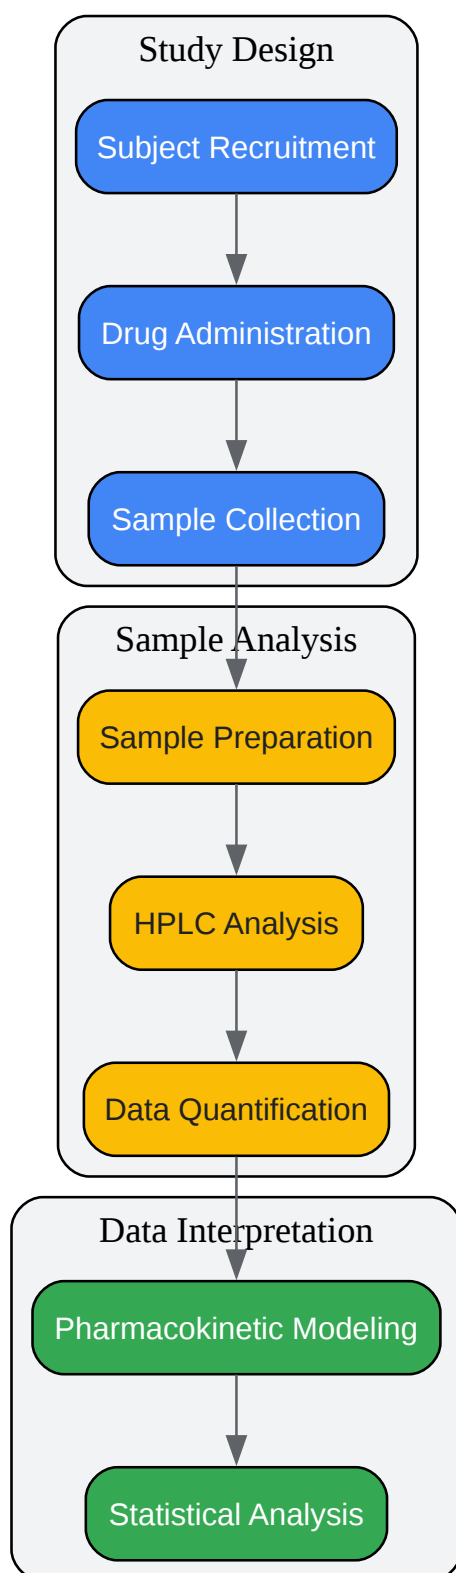 Study Design
Subject Recruitment
Drug Administration
Sample Collection
Sample Analysis
Sample Preparation
HPLC Analysis
Data Quantification
Data Interpretation
Pharmacokinetic Modeling
Statistical Analysis